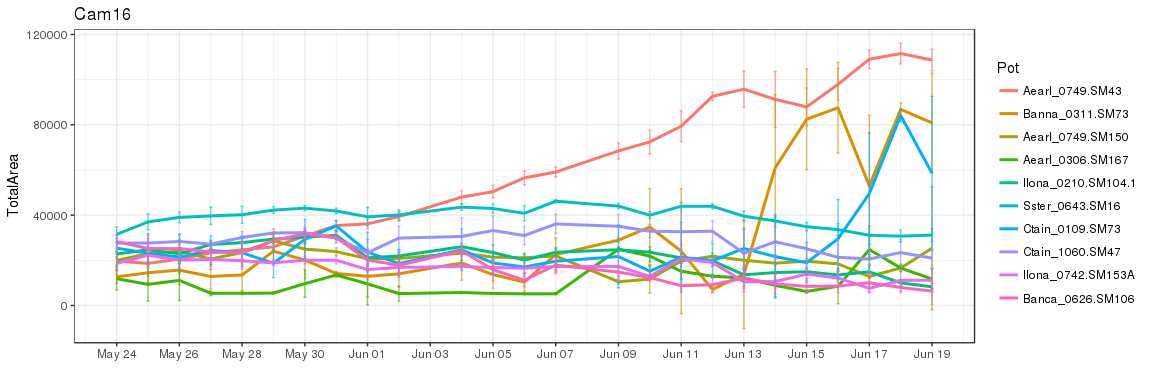 Cam16
120000
80000
40000
0
TotalArea
May 24 May 26 May 28 May 30 Jun 01 Jun 03 Jun 05 Jun 07 Jun 09 Jun 11 Jun 13 Jun 15 Jun 17 Jun 19
Pot
Aearl_0749.SM43
Banna_0311.SM73
Aearl_0749.SM150
Aearl_0306.SM167
Ilona_0210.SM104.1
Sster_0643.SM16
Ctain_0109.SM73
Ctain_1060.SM47
Ilona_0742.SM153A
Banca_0626.SM106